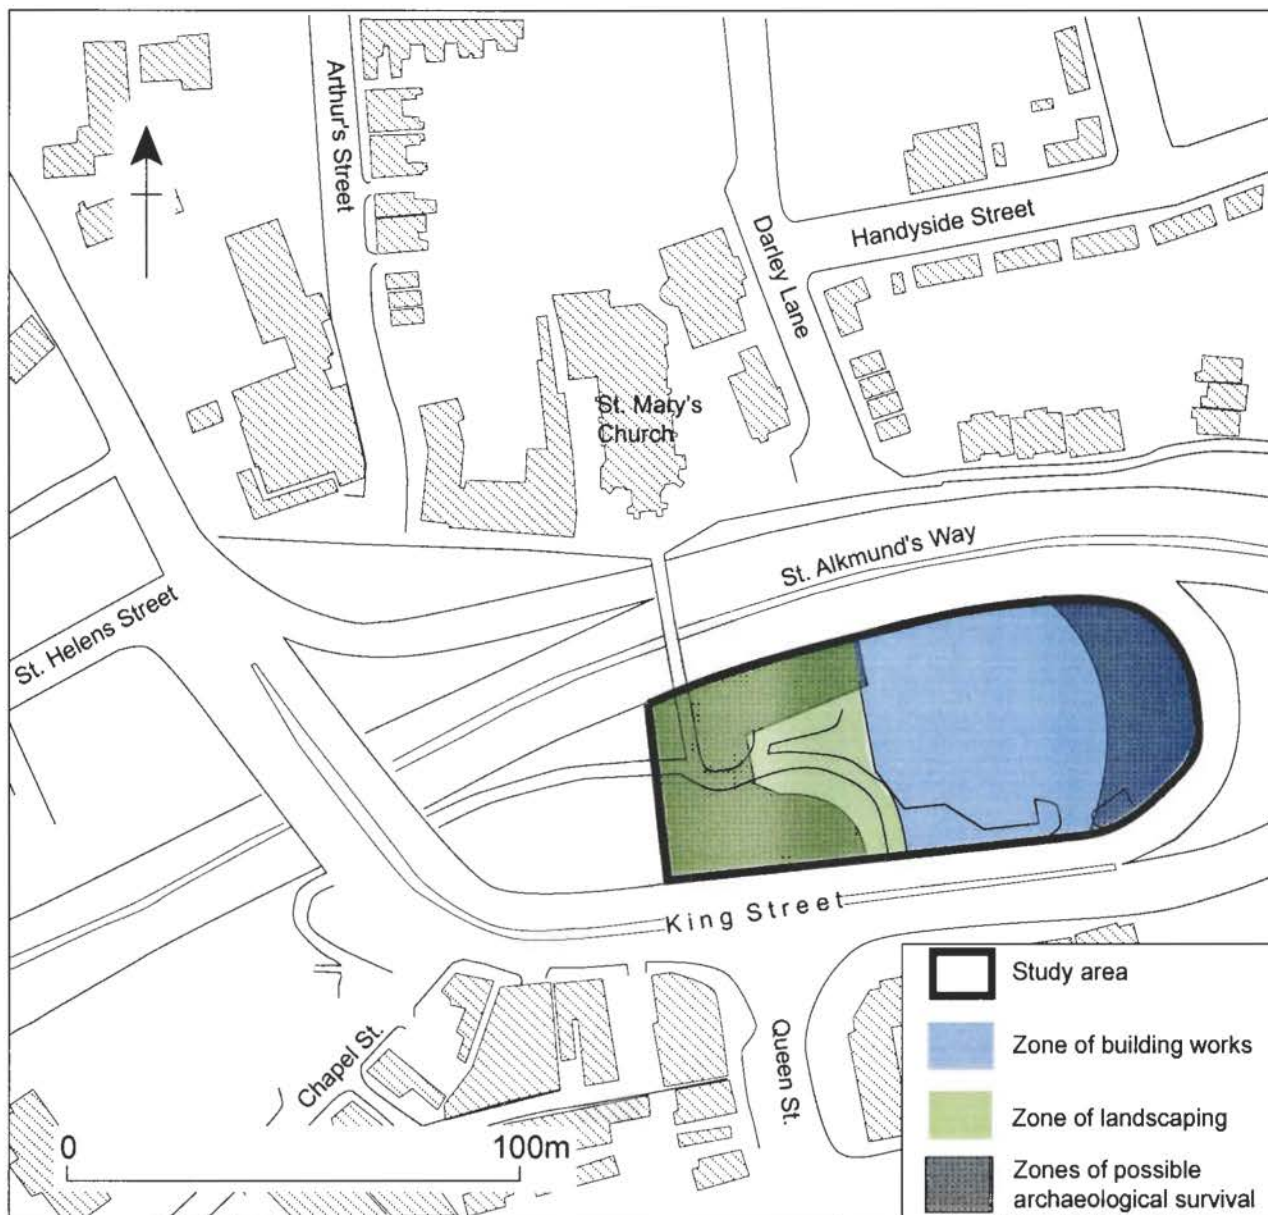 Arthur's Street
Darley Lane
Handyside Street
St. Mary's
Church
St. Alkmund's Way
St. Helens Street
King Street
Chapel St.
Queen St.
0
100m
Study area
Zone of building works
Zone of landscaping
Zones of possible
archaeological survival